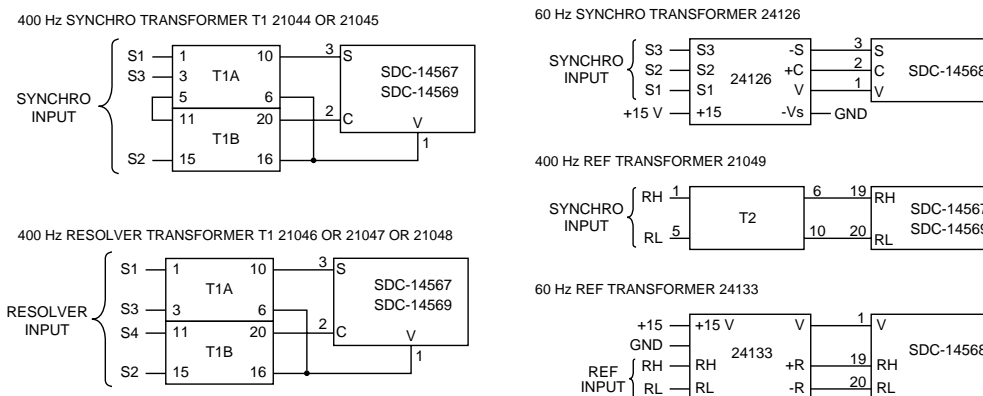 400 Hz SYNCHRO TRANSFORMER T1 21044 OR 21045
S1 1 10 3 S
S3 3 T1A SDC-14567
SDC-14569
SYNCHRO
INPUT
5 6
11 20 2 C
T1B V
1
S2 15 16
400 Hz RESOLVER TRANSFORMER T1 21046 OR 21047 OR 21048
S1 1 10 3 S
T1A SDC-14567
SDC-14569
RESOLVER
INPUT
S3 3 6
S4 11 20 2 C
T1B V
1
S2 15 16
60 Hz SYNCHRO TRANSFORMER 24126
SYNCHRO
INPUT
S3 S3 -S 3 S
S2 S2 24126 +C 2 C SDC-14568
S1 S1 V 1 V
+15 V +15 -Vs GND
400 Hz REF TRANSFORMER 21049
SYNCHRO
INPUT
RH 1 6 19 RH
T2 SDC-14567
SDC-14569
RL 5 10 20 RL
60 Hz REF TRANSFORMER 24133
+15 +15 V V 1 V
GND 24133 SDC-14568
REF
INPUT
RH RH +R 19 RH
RL RL -R 20 RL